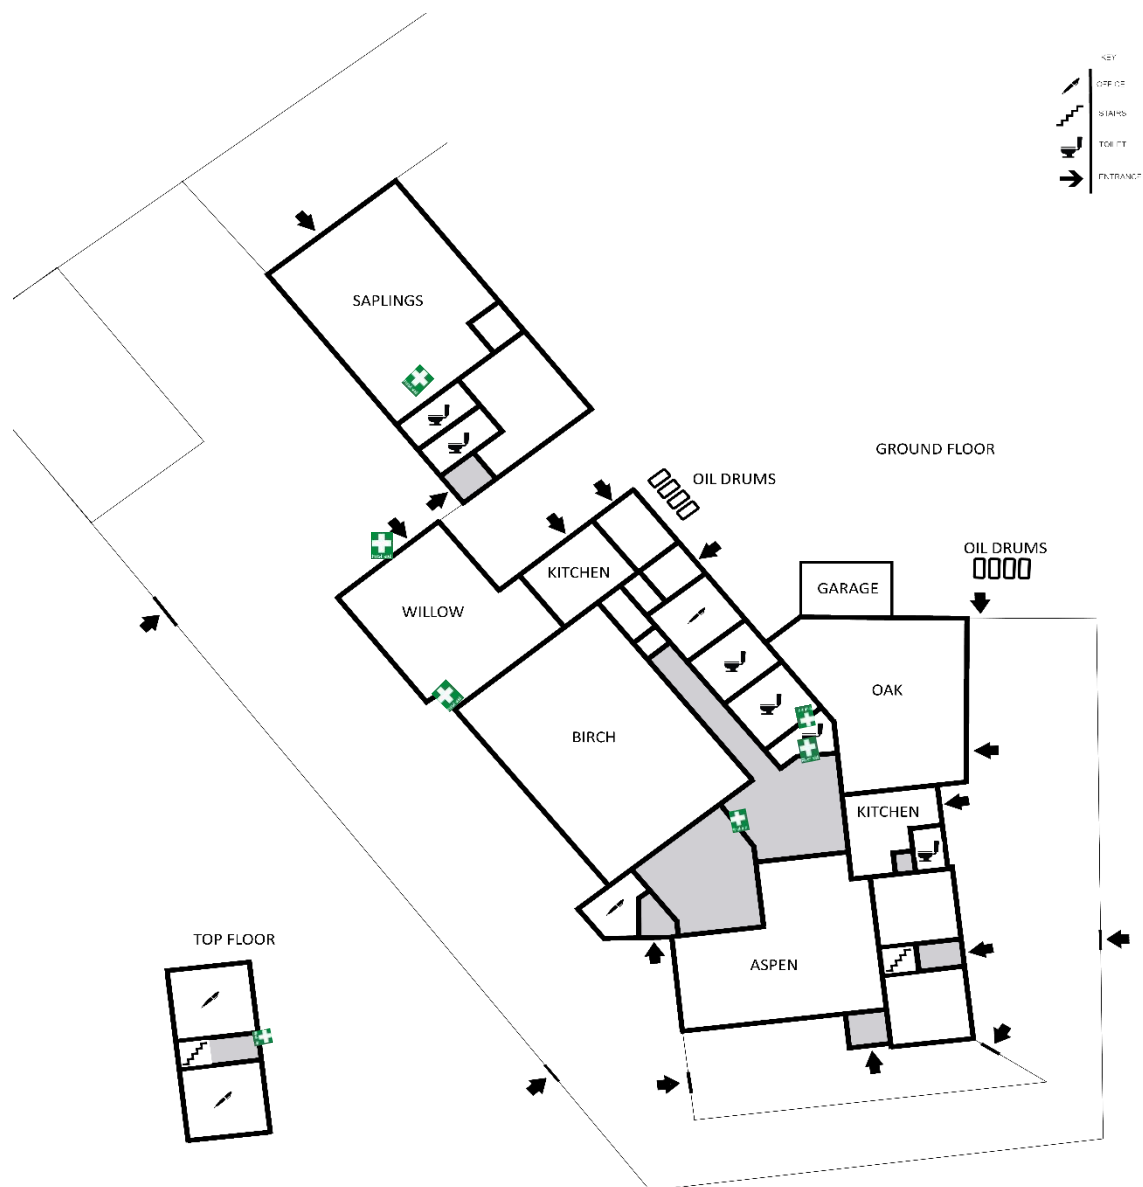 KEY
OFFICE
STAIRS
TOILET
ENTRANCE
SAPLINGS
GROUND FLOOR
OIL DRUMS
OIL DRUMS
KITCHEN
GARAGE
WILLOW
OAK
BIRCH
KITCHEN
TOP FLOOR
ASPEN